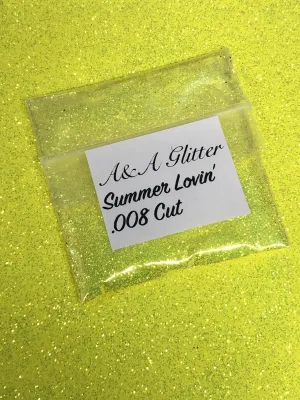 A&A Glitter
Summer Lovin'
.008 Cut